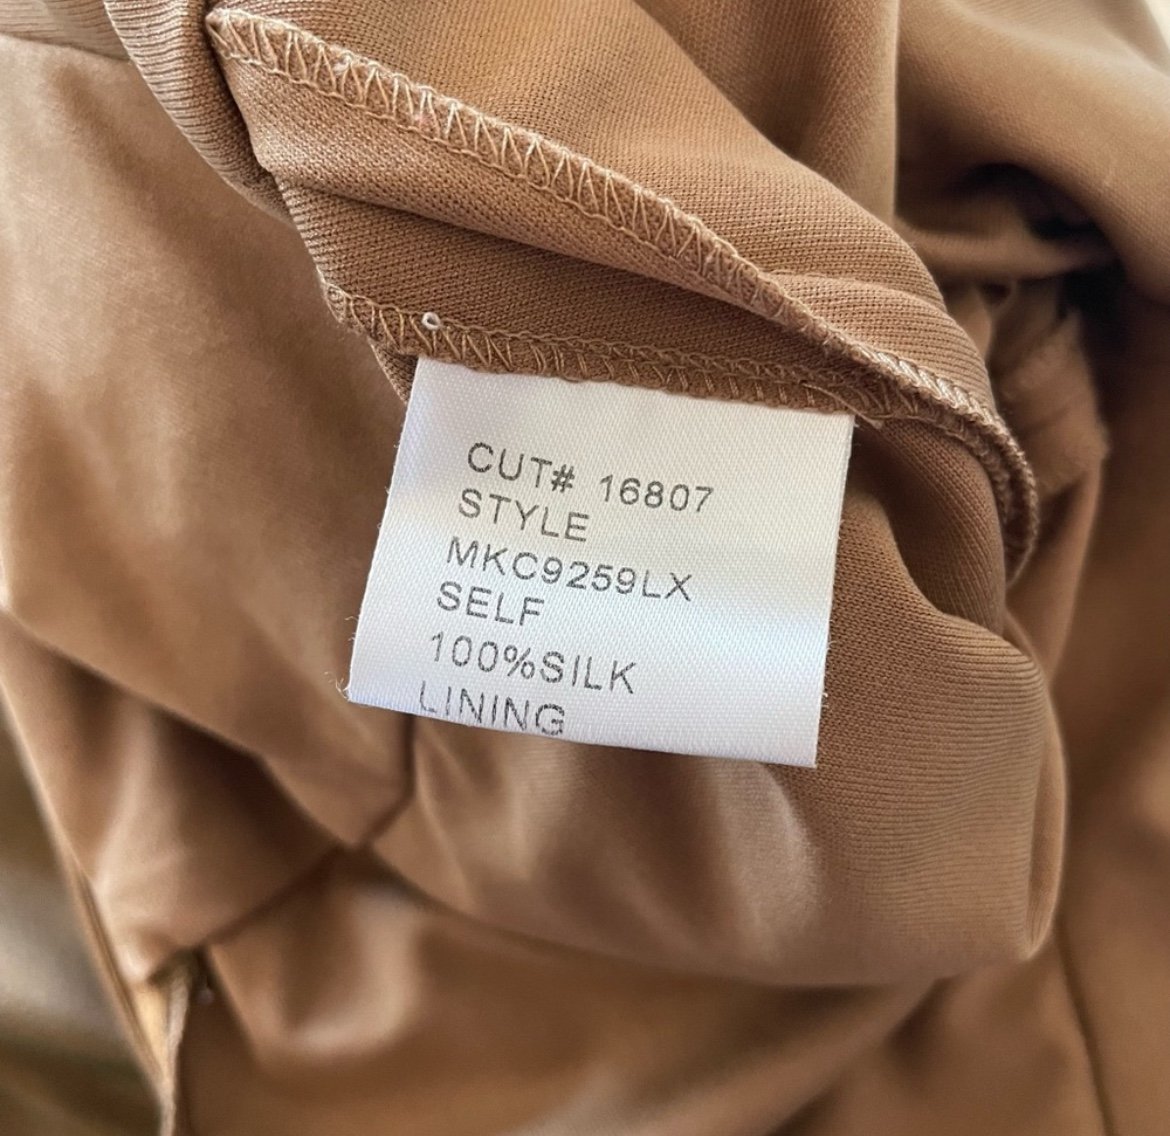 CUT# 16807
STYLE
MKC9259LX
SELF
100%SILK
LINING